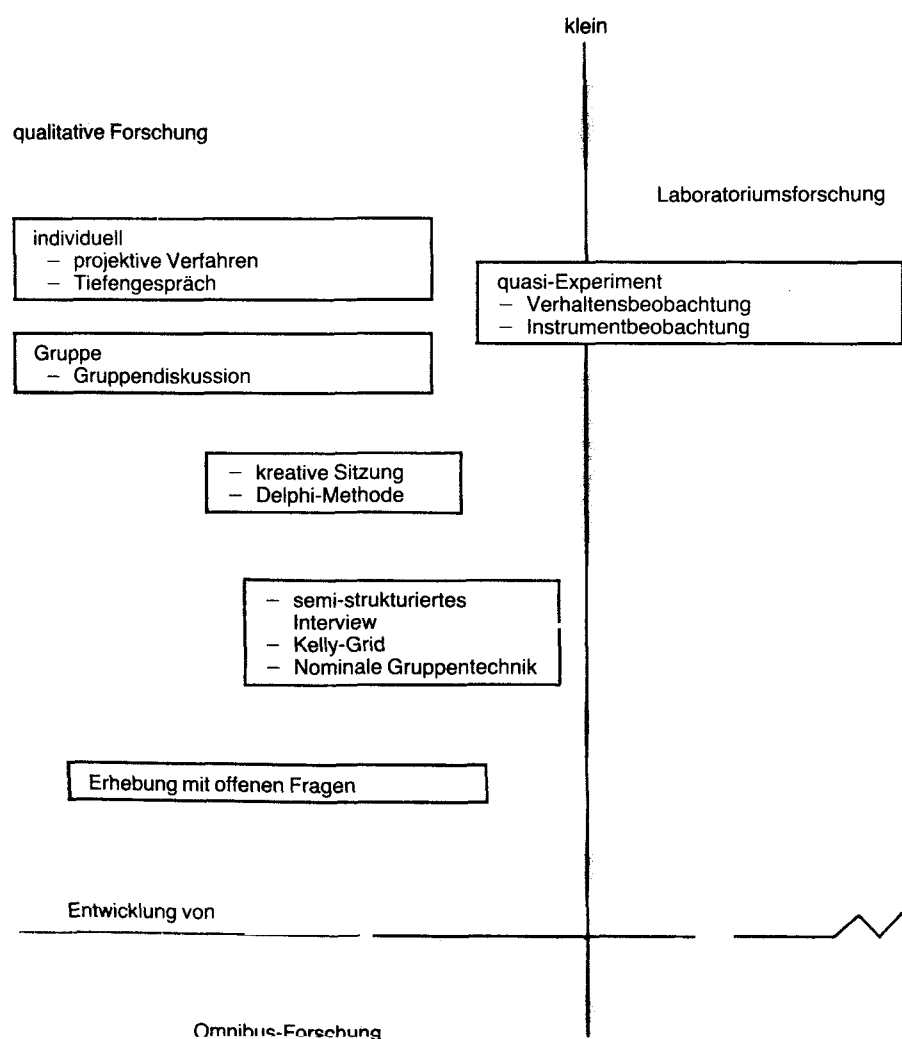 klein
qualitative Forschung
Laboratoriumsforschung
individuell
– projektive Verfahren
– Tiefengespräch
quasi-Experiment
– Verhaltensbeobachtung
– Instrumentbeobachtung
Gruppe
– Gruppendiskussion
– kreative Sitzung
– Delphi-Methode
– semi-strukturiertes
Interview
– Kelly-Grid
– Nominale Gruppentechnik
Erhebung mit offenen Fragen
Entwicklung von
Omnibus-Forschung